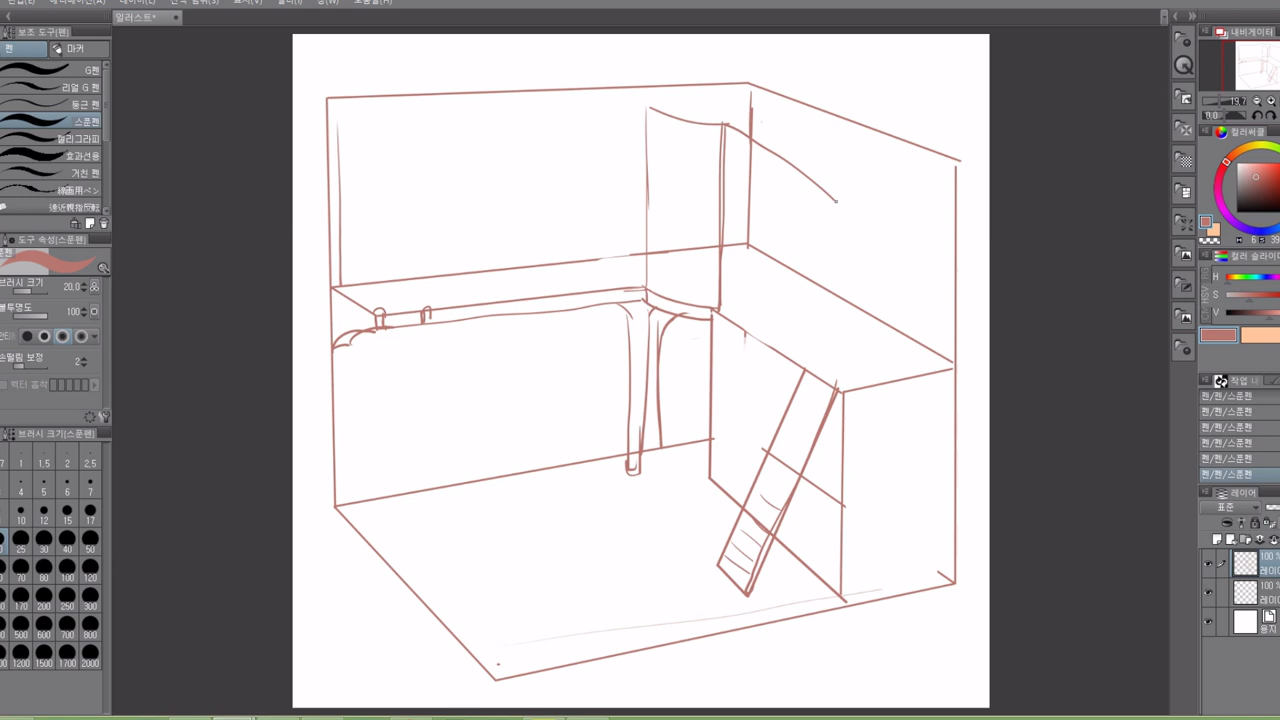 일러스트*
보조 도구[펜]
펜
마커
G펜
리얼 G 펜
둥근 펜
스푼펜
캘리그라피
효과선용
거친 펜
線画用ペン
도구 속성[스푼펜]
브러시 크기 20.0
불투명도 100
손떨림 보정 2
벡터 흡착
브러시 크기[스푼펜]
7 1 1.5 2 2.5
4 5 6 7
10 12 15 17
25 30 40 50
70 80 100 120
170 200 250 300
500 600 700 800
00 1200 1500 1700 2000
내비게이터
19.7
0.0
컬러써클
H 6 S 39
컬러 슬라이
H
S
V
작업 내
펜/펜/스푼펜
펜/펜/스푼펜
펜/펜/스푼펜
펜/펜/스푼펜
펜/펜/스푼펜
펜/펜/스푼펜
레이어
표준
100 %
레이어
100 %
레이어
용지